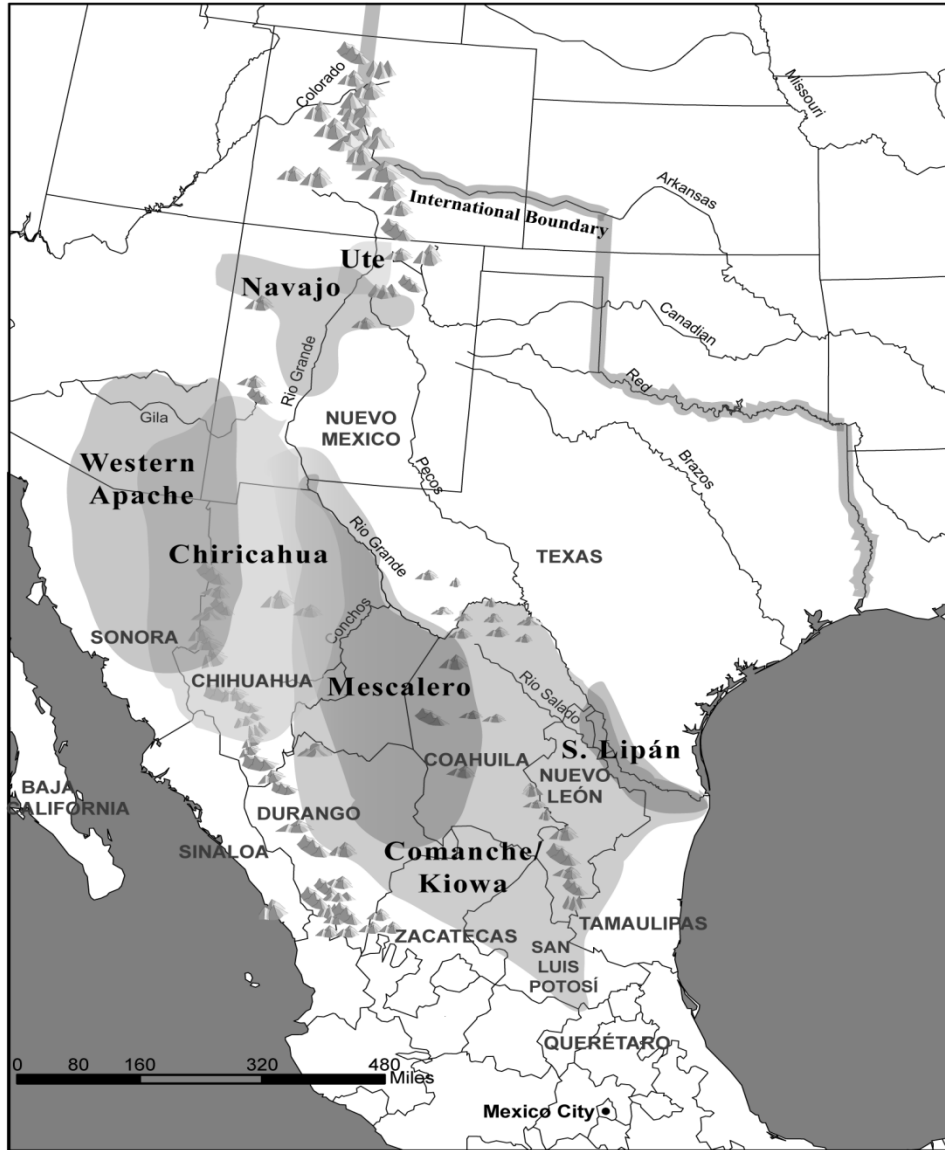 Colorado
Missouri
Arkansas
International Boundary
Ute
Navajo
Canadian
Rio Grande
Red
Gila
NUEVO
MEXICO
Brazos
Western
Apache
Pecos
Rio Grande
Chiricahua
TEXAS
Conchos
SONORA
CHIHUAHUA
Mescalero
Rio Salado
S. Lipán
COAHUILA
NUEVO
LEÓN
BAJA
CALIFORNIA
DURANGO
SINALOA
Comanche/
Kiowa
TAMAULIPAS
ZACATECAS
SAN
LUIS
POTOSÍ
QUERÉTARO
0 80 160 320 480
Miles
Mexico City